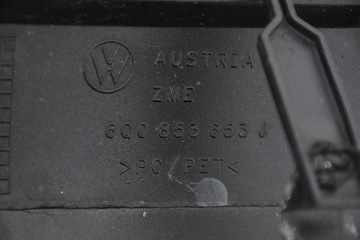 AUSTRIA
ZME
6Q0 853 653 J
>PC/PET<